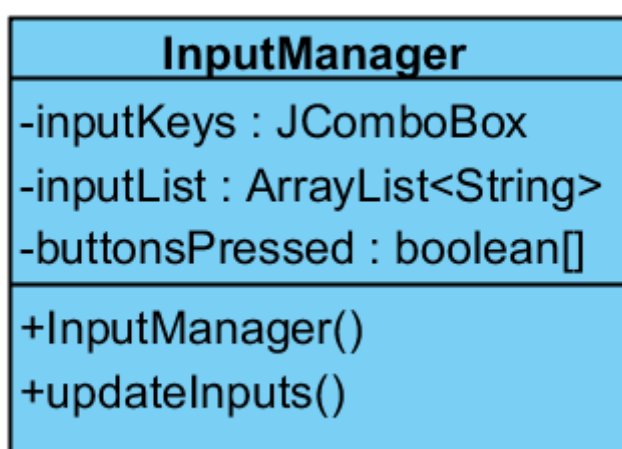 InputManager
-inputKeys : JComboBox
-inputList : ArrayList<String>
-buttonsPressed : boolean[]
+InputManager()
+updateInputs()